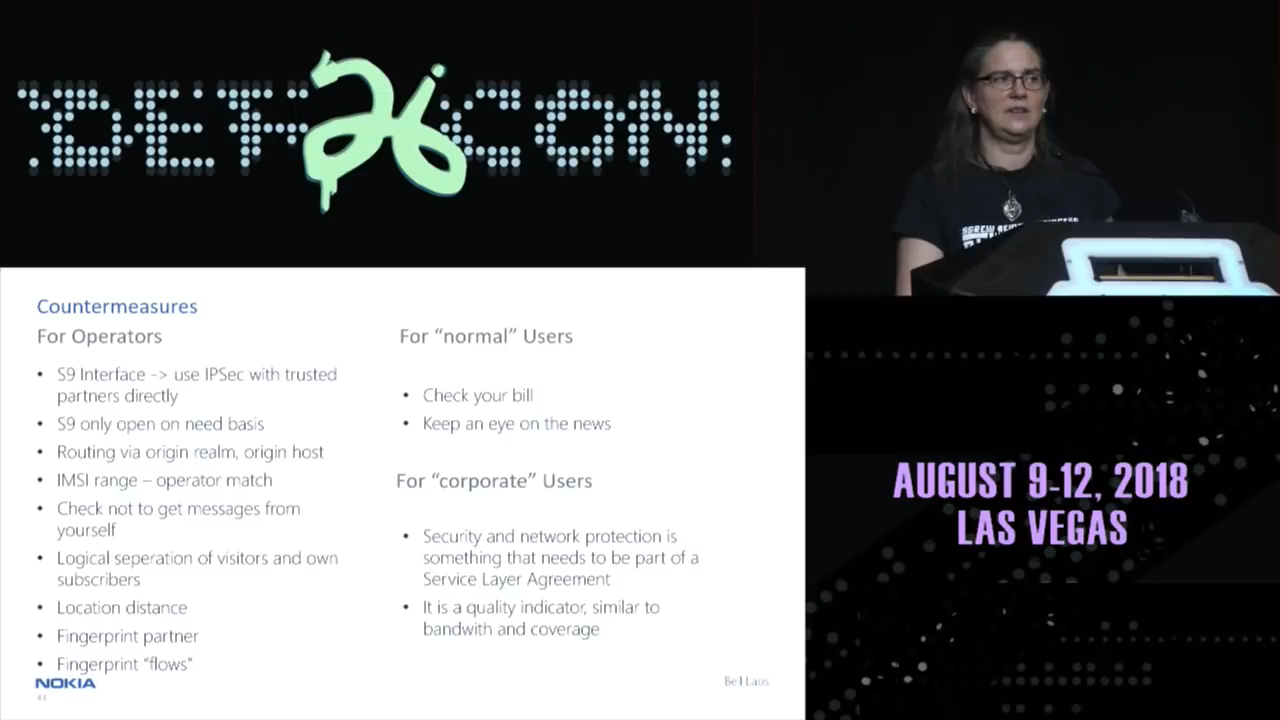 DEF CON
26
SCREW BEING
Countermeasures
For Operators
• S9 Interface -> use IPSec with trusted
partners directly
• S9 only open on need basis
• Routing via origin realm, origin host
• IMSI range – operator match
• Check not to get messages from
yourself
• Logical seperation of visitors and own
subscribers
• Location distance
• Fingerprint partner
• Fingerprint "flows"
For “normal” Users
• Check your bill
• Keep an eye on the news
For “corporate” Users
• Security and network protection is
something that needs to be part of a
Service Layer Agreement
• It is a quality indicator, similar to
bandwith and coverage
NOKIA
43
Bell Labs
AUGUST 9-12, 2018
LAS VEGAS